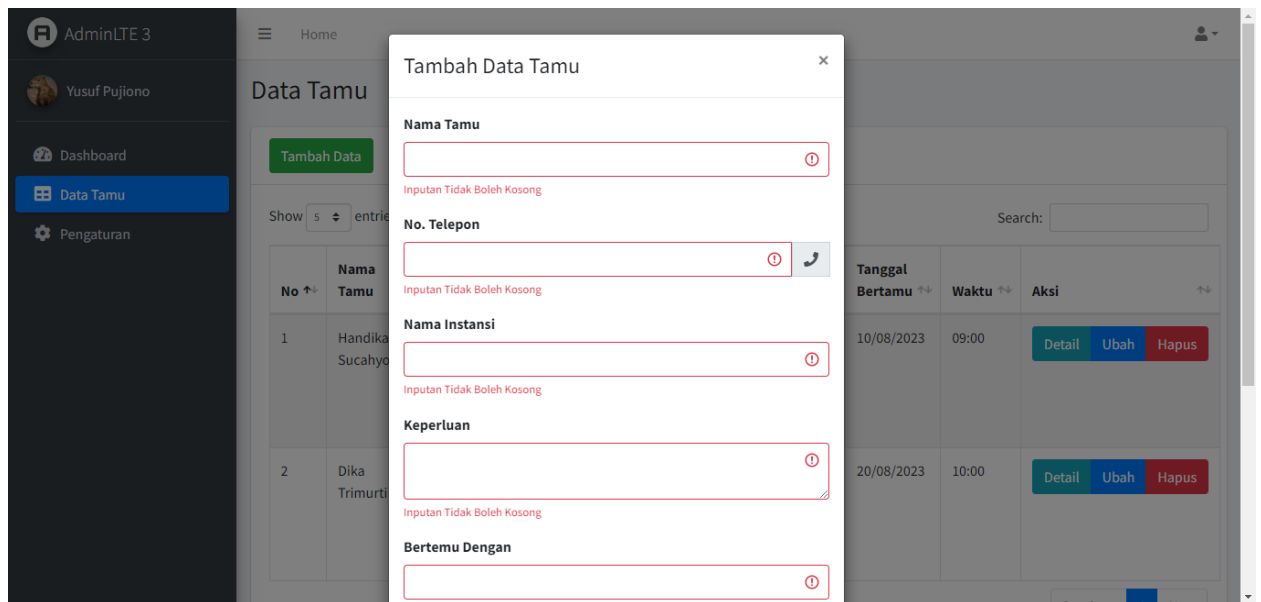 AdminLTE 3
Home
Yusuf Pujiono
Dashboard
Data Tamu
Pengaturan
Data Tamu
Tambah Data
Show 5 entrie
Search:
No
Nama
Tamu
Tanggal
Bertamu
Waktu
Aksi
1
Handika
Sucahyo
10/08/2023
09:00
Detail
Ubah
Hapus
2
Dika
Trimurti
20/08/2023
10:00
Detail
Ubah
Hapus
Tambah Data Tamu
×
Nama Tamu
Inputan Tidak Boleh Kosong
No. Telepon
Inputan Tidak Boleh Kosong
Nama Instansi
Inputan Tidak Boleh Kosong
Keperluan
Inputan Tidak Boleh Kosong
Bertemu Dengan